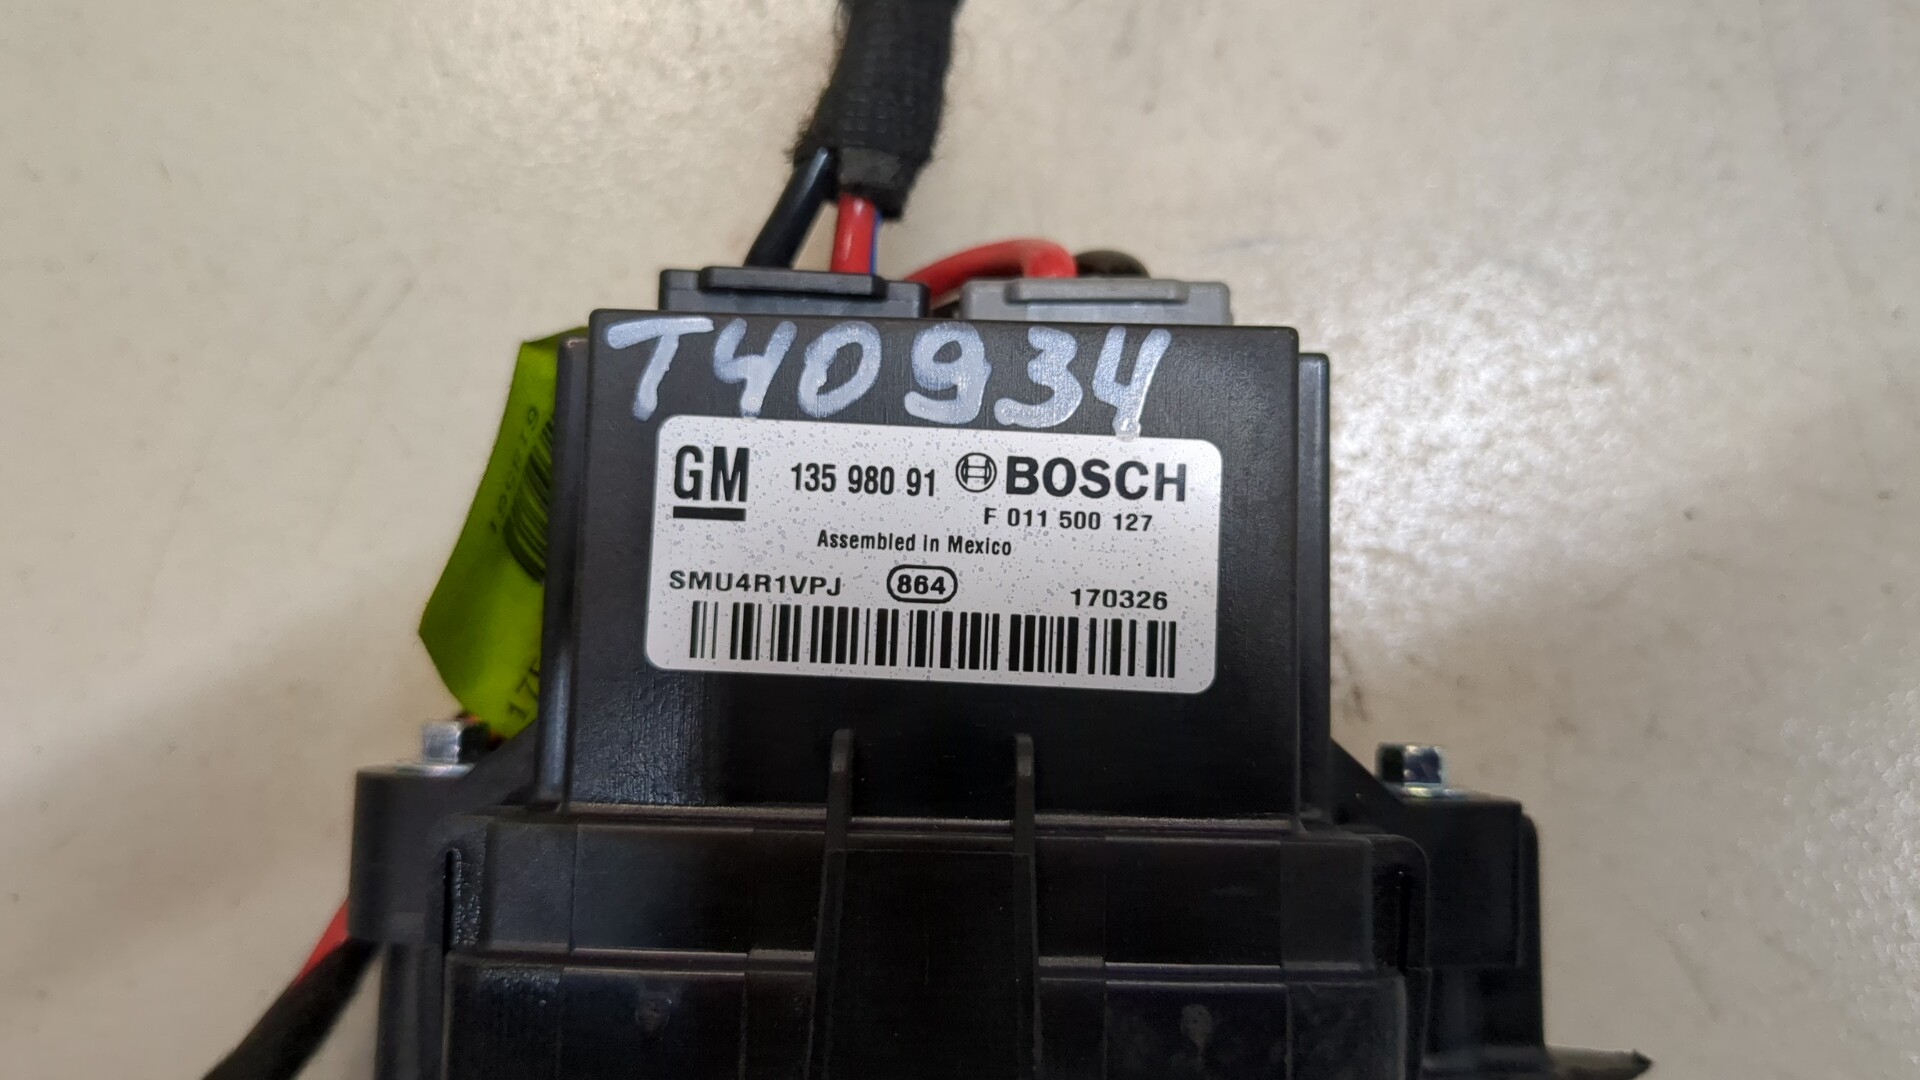 T40934
GM 135 980 91 BOSCH
F 011 500 127
Assembled in Mexico
SMU4R1VPJ 864 170326